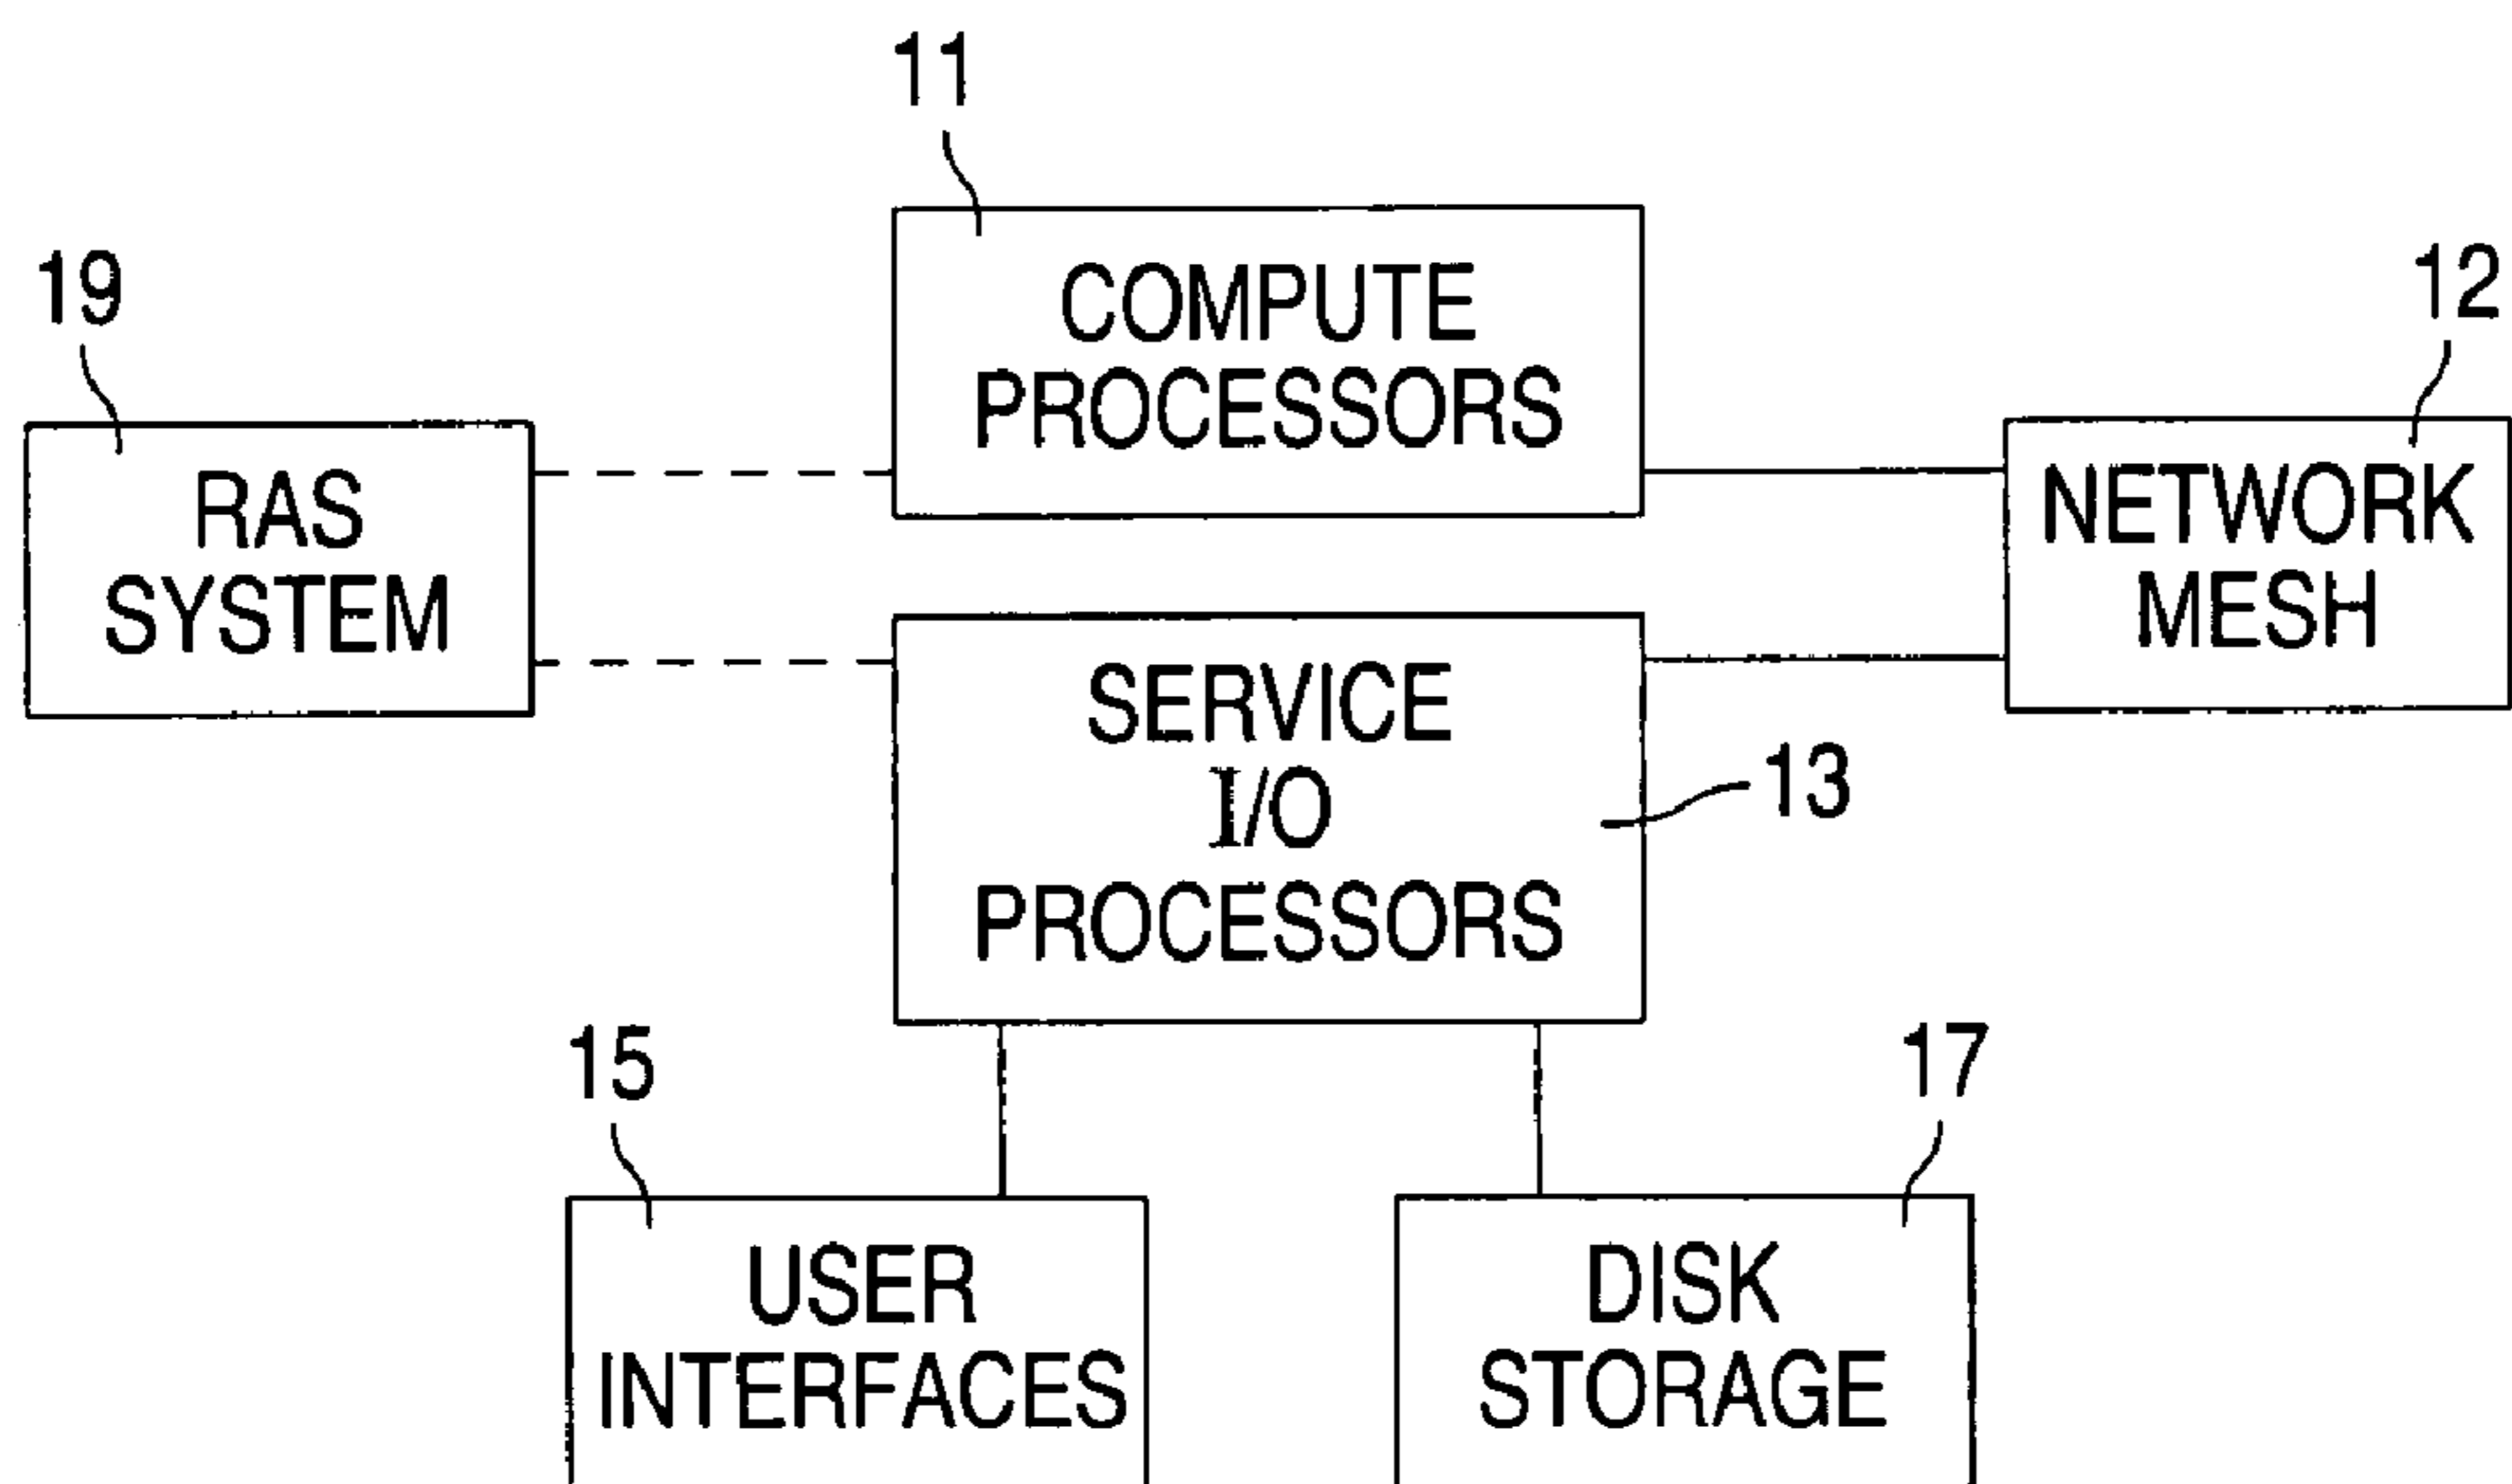 11
COMPUTE
PROCESSORS
19
RAS
SYSTEM
12
NETWORK
MESH
SERVICE
I/O
PROCESSORS
13
15
USER
INTERFACES
17
DISK
STORAGE